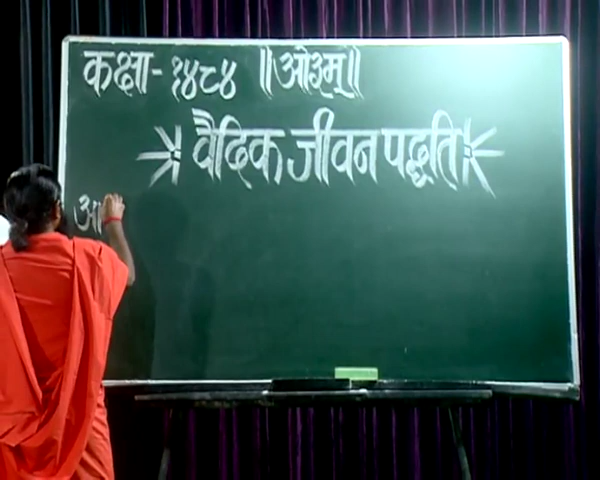 कक्षा - १४८४ ॥ओ३म्॥
वैदिक जीवन पद्धति
आ